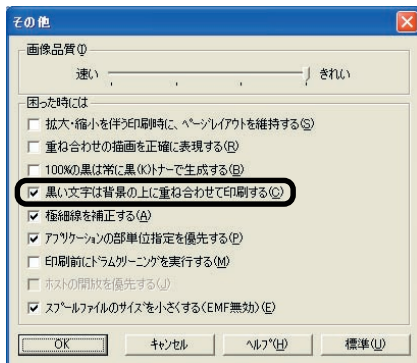 その他
画像品質(I)
速い
きれい
困った時には
拡大・縮小を伴う印刷時に、ページレイアウトを維持する(S)
重ね合わせの描画を正確に表現する(R)
100%の黒は常に黒(K)トナーで生成する(B)
黒い文字は背景の上に重ね合わせて印刷する(C)
極細線を補正する(A)
アプリケーションの部単位指定を優先する(P)
印刷前にドラムクリーニングを実行する(M)
ホストの開放を優先する(J)
スプールファイルのサイズを小さくする(EMF無効)(E)
OK
キャンセル
ヘルプ(H)
標準(U)